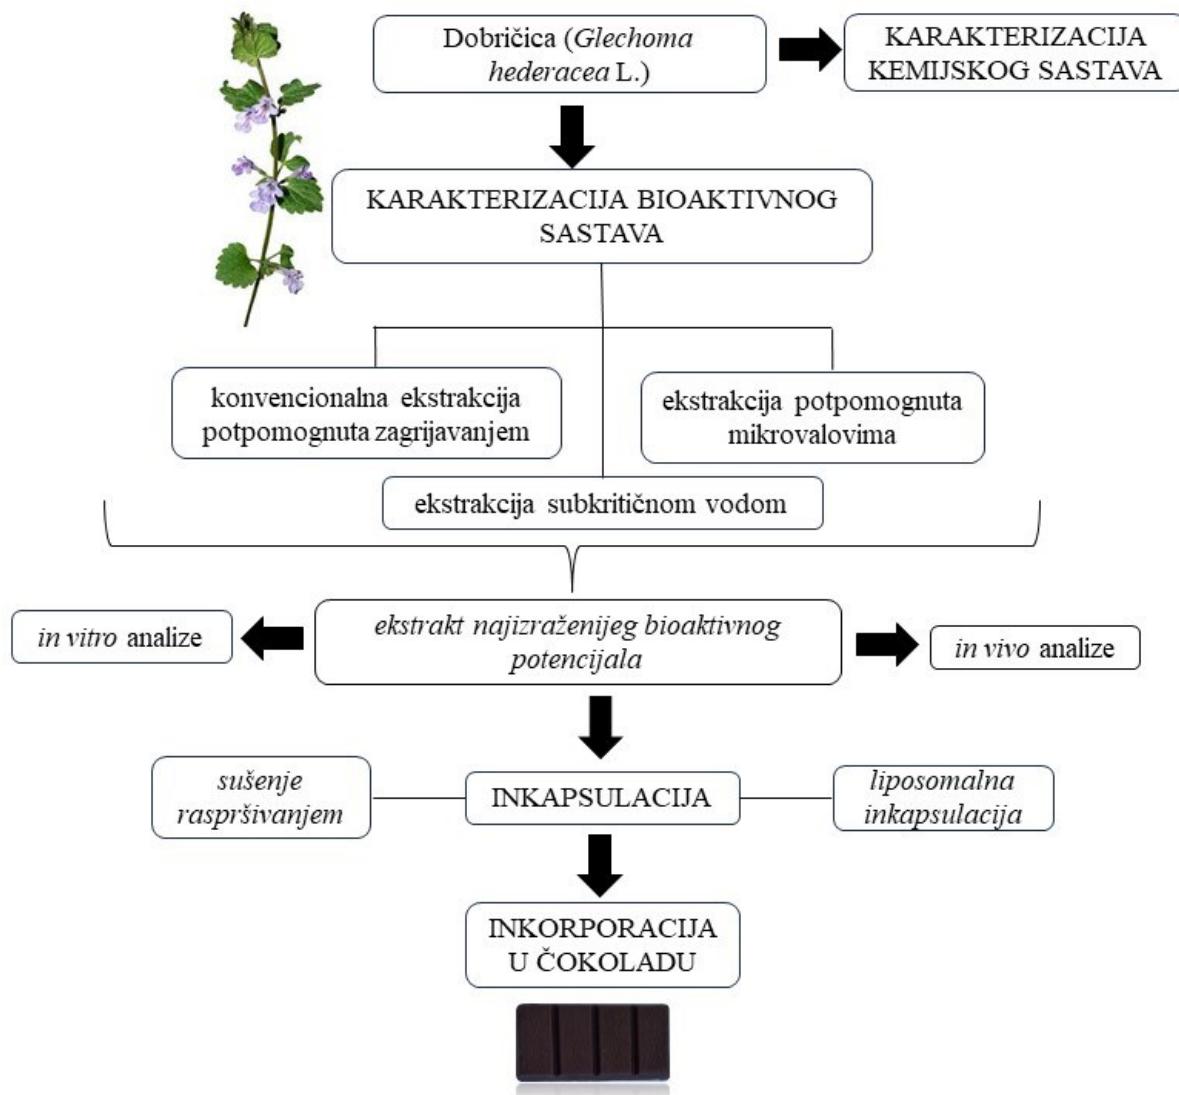 Dobričica (Glechoma
hederacea L.)
KARAKTERIZACIJA
KEMIJSKOG SASTAVA
KARAKTERIZACIJA BIOAKTIVNOG
SASTAVA
konvencionalna ekstrakcija
potpomognuta zagrijavanjem
ekstrakcija potpomognuta
mikrovalovima
ekstrakcija subkritičnom vodom
in vitro analize
ekstrakt najizraženijeg bioaktivnog
potencijala
in vivo analize
sušenje
raspršivanjem
INKAPSULACIJA
liposomalna
inkapsulacija
INKORPORACIJA
U ČOKOLADU